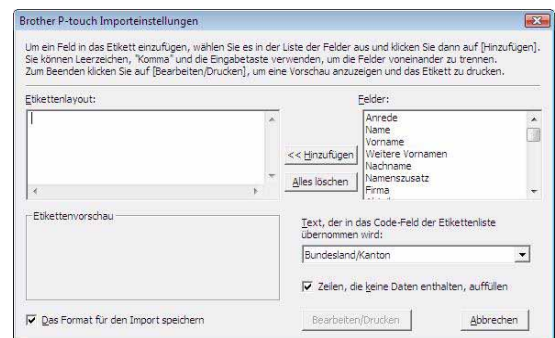 Brother P-touch Importeinstellungen
Um ein Feld in das Etikett einzufügen, wählen Sie es in der Liste der Felder aus und klicken Sie dann auf [Hinzufügen].
Sie können Leerzeichen, "Komma" und die Eingabetaste verwenden, um die Felder voneinander zu trennen.
Zum Beenden klicken Sie auf [Bearbeiten/Drucken], um eine Vorschau anzuzeigen und das Etikett zu drucken.
Etikettenlayout:
Felder:
Anrede
Name
Vorname
Weitere Vornamen
Nachname
Namenszusatz
Firma
<< Hinzufügen
Alles löschen
Etikettenvorschau
Text, der in das Code-Feld der Etikettenliste
übernommen wird:
Bundesland/Kanton
Zeilen, die keine Daten enthalten, auffüllen
Das Format für den Import speichern
Bearbeiten/Drucken
Abbrechen